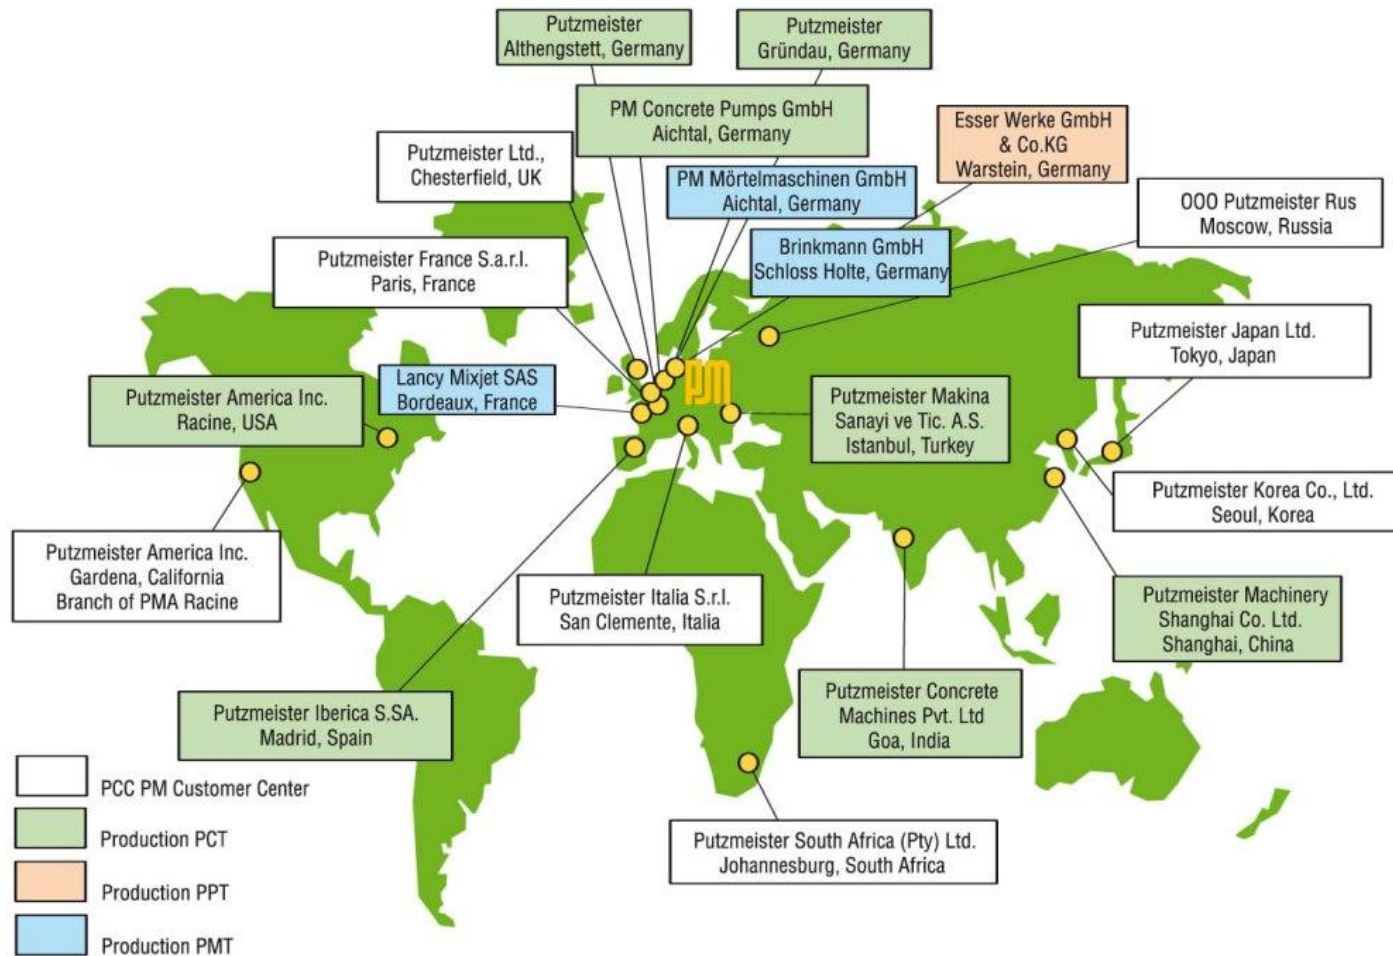 Putzmeister
Althengstett, Germany
Putzmeister
Gründau, Germany
PM Concrete Pumps GmbH
Aichtal, Germany
Esser Werke GmbH
& Co.KG
Warstein, Germany
Putzmeister Ltd.,
Chesterfield, UK
PM Mörtelmaschinen GmbH
Aichtal, Germany
OOO Putzmeister Rus
Moscow, Russia
Brinkmann GmbH
Schloss Holte, Germany
Putzmeister France S.a.r.l.
Paris, France
Putzmeister Japan Ltd.
Tokyo, Japan
PM
Lancy Mixjet SAS
Bordeaux, France
Putzmeister America Inc.
Racine, USA
Putzmeister Makina
Sanayi ve Tic. A.S.
Istanbul, Turkey
Putzmeister Korea Co., Ltd.
Seoul, Korea
Putzmeister America Inc.
Gardena, California
Branch of PMA Racine
Putzmeister Italia S.r.l.
San Clemente, Italia
Putzmeister Machinery
Shanghai Co. Ltd.
Shanghai, China
Putzmeister Iberica S.SA.
Madrid, Spain
Putzmeister Concrete
Machines Pvt. Ltd
Goa, India
Putzmeister South Africa (Pty) Ltd.
Johannesburg, South Africa
PCC PM Customer Center
Production PCT
Production PPT
Production PMT